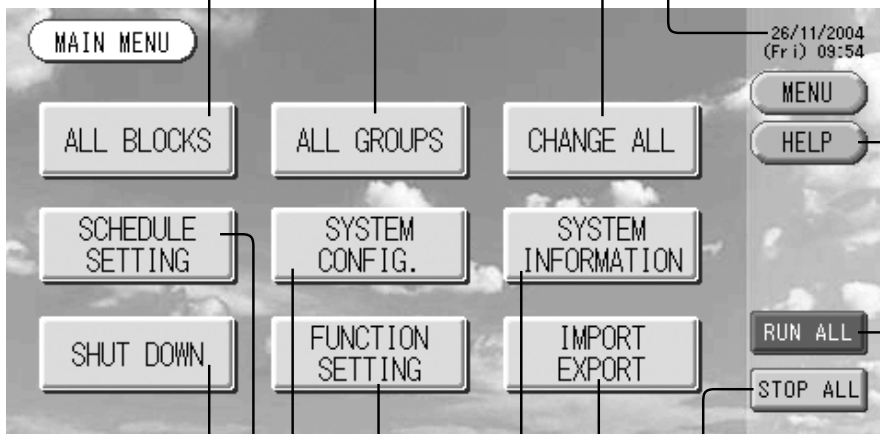 MAIN MENU
26/11/2004
(Fri) 09:54
MENU
HELP
ALL BLOCKS
ALL GROUPS
CHANGE ALL
SCHEDULE
SETTING
SYSTEM
CONFIG.
SYSTEM
INFORMATION
SHUT DOWN
FUNCTION
SETTING
IMPORT
EXPORT
RUN ALL
STOP ALL